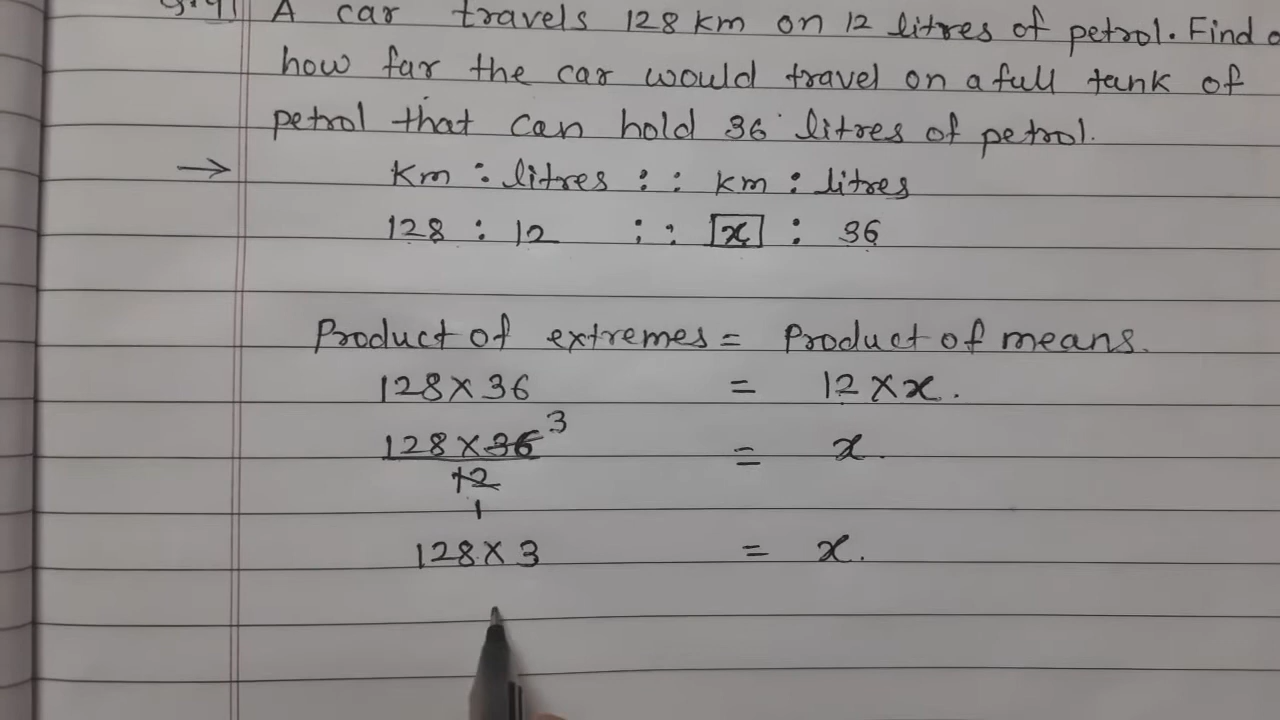 A car travels 128 km on 12 litres of petrol. Find
how far the car would travel on a full tank of
petrol that can hold 36 litres of petrol.
→ km : litres : : km : litres
128 : 12 : : x : 36
Product of extremes = Product of means.
128 × 36 = 12 × x.
128 × 36 3 = x.
12
1
128 × 3 = x.